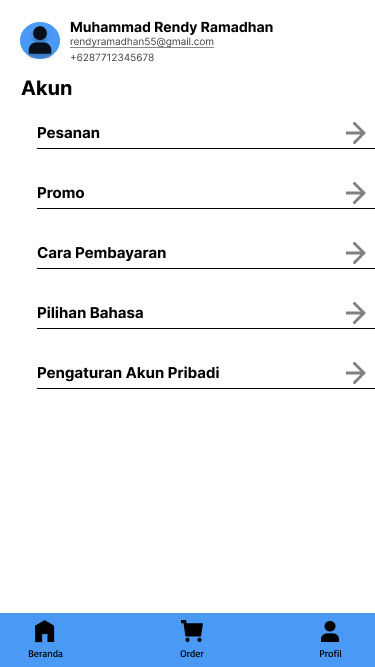 Muhammad Rendy Ramadhan
rendyramadhan55@gmail.com
+6287712345678
Akun
Pesanan
Promo
Cara Pembayaran
Pilihan Bahasa
Pengaturan Akun Pribadi
Beranda
Order
Profil